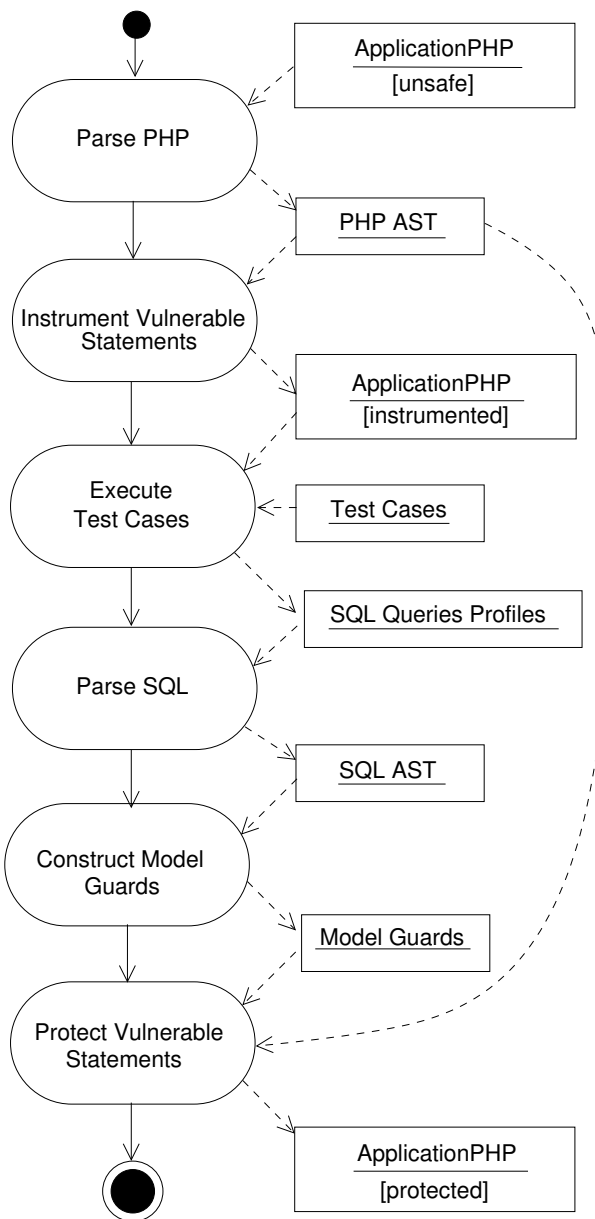 ApplicationPHP
[unsafe]
Parse PHP
PHP AST
Instrument Vulnerable
Statements
ApplicationPHP
[instrumented]
Execute
Test Cases
Test Cases
SQL Queries Profiles
Parse SQL
SQL AST
Construct Model
Guards
Model Guards
Protect Vulnerable
Statements
ApplicationPHP
[protected]